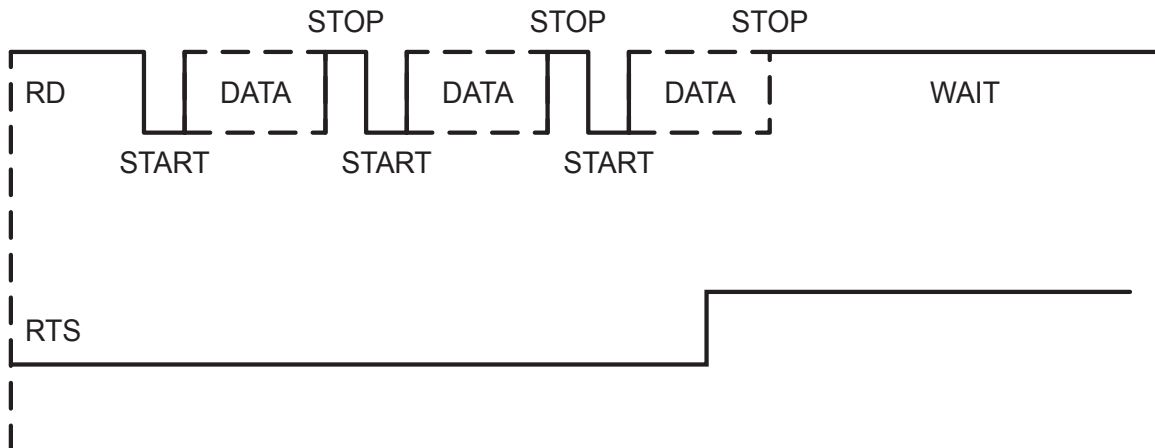 STOP STOP STOP
RD DATA DATA DATA WAIT
START START START
RTS